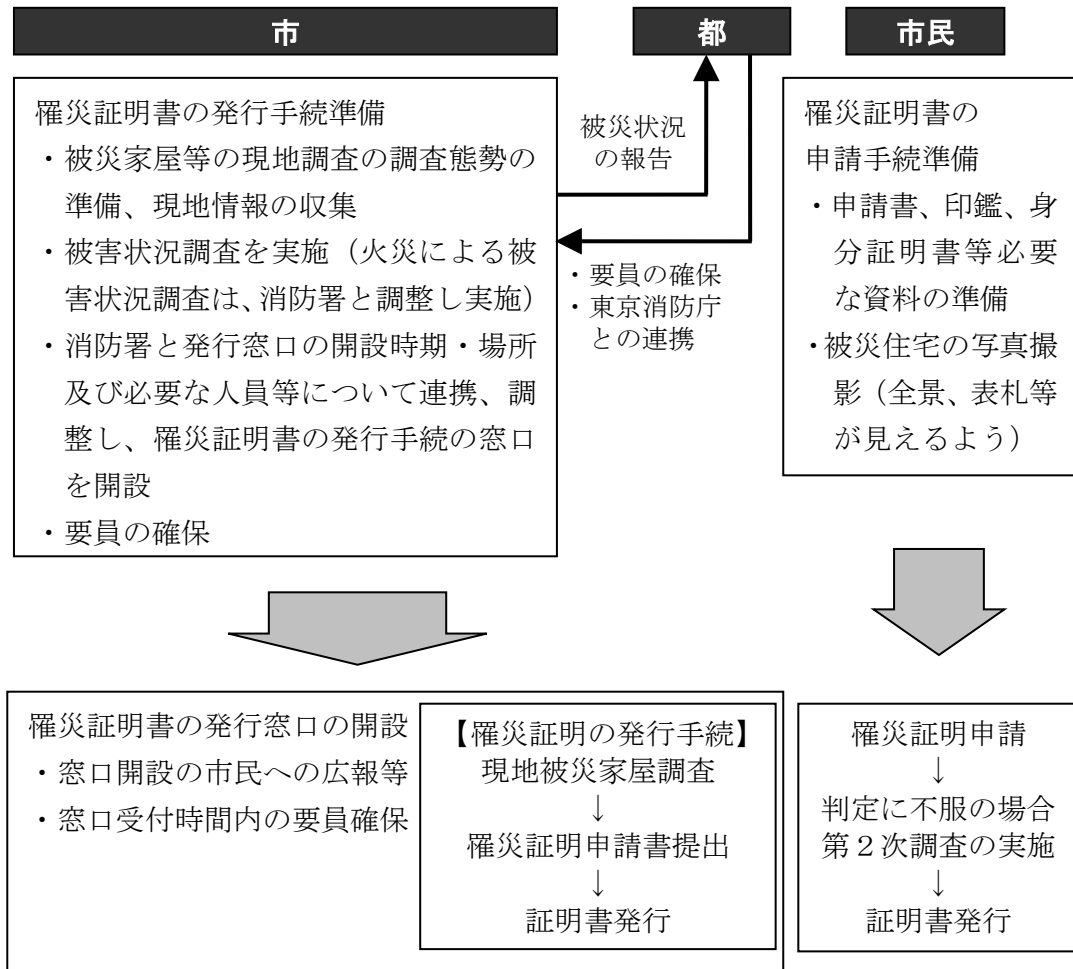 市
都
市民
罹災証明書の発行手続準備
・被災家屋等の現地調査の調査態勢の
準備、現地情報の収集
・被害状況調査を実施（火災による被
害状況調査は、消防署と調整し実施）
・消防署と発行窓口の開設時期・場所
及び必要な人員等について連携、調
整し、罹災証明書の発行手続の窓口
を開設
・要員の確保
被災状況
の報告
・要員の確保
・東京消防庁
との連携
罹災証明書の
申請手続準備
・申請書、印鑑、身
分証明書等必要
な資料の準備
・被災住宅の写真撮
影（全景、表札等
が見えるよう）
罹災証明書の発行窓口の開設
・窓口開設の市民への広報等
・窓口受付時間内の要員確保
【罹災証明の発行手続】
現地被災家屋調査
↓
罹災証明申請書提出
↓
証明書発行
罹災証明申請
↓
判定に不服の場合
第２次調査の実施
↓
証明書発行